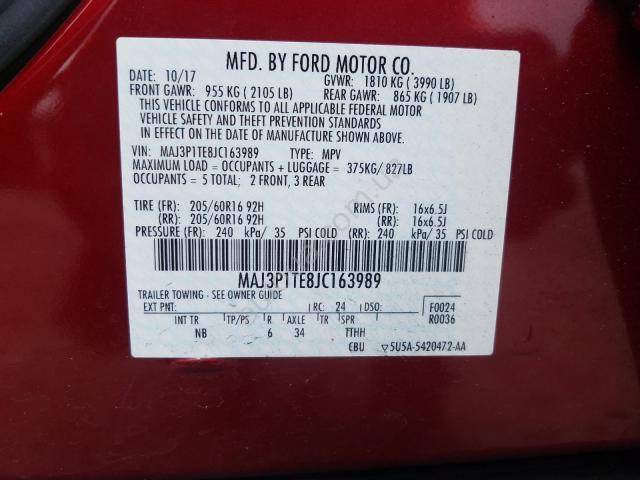 MFD. BY FORD MOTOR CO.
DATE: 10/17 GVWR: 1810 KG ( 3990 LB)
FRONT GAWR: 955 KG ( 2105 LB) REAR GAWR: 865 KG ( 1907 LB)
THIS VEHICLE CONFORMS TO ALL APPLICABLE FEDERAL MOTOR
VEHICLE SAFETY AND THEFT PREVENTION STANDARDS
IN EFFECT ON THE DATE OF MANUFACTURE SHOWN ABOVE.
VIN: MAJ3P1TE8JC163989 TYPE: MPV
MAXIMUM LOAD = OCCUPANTS + LUGGAGE = 375KG/ 827LB
OCCUPANTS = 5 TOTAL; 2 FRONT, 3 REAR
TIRE (FR): 205/60R16 92H RIMS (FR): 16x6.5J
(RR): 205/60R16 92H (RR): 16x6.5J
PRESSURE (FR): 240 kPa/ 35 PSI COLD (RR): 240 kPa/ 35 PSI COLD
MAJ3P1TE8JC163989
TRAILER TOWING - SEE OWNER GUIDE
EXT PNT: RC: 24 DSO: F0024
R0036
INT TR TP/PS R AXLE TR SPR
NB 6 34 TTHH
CBU ▽5U5A-5420472-AA